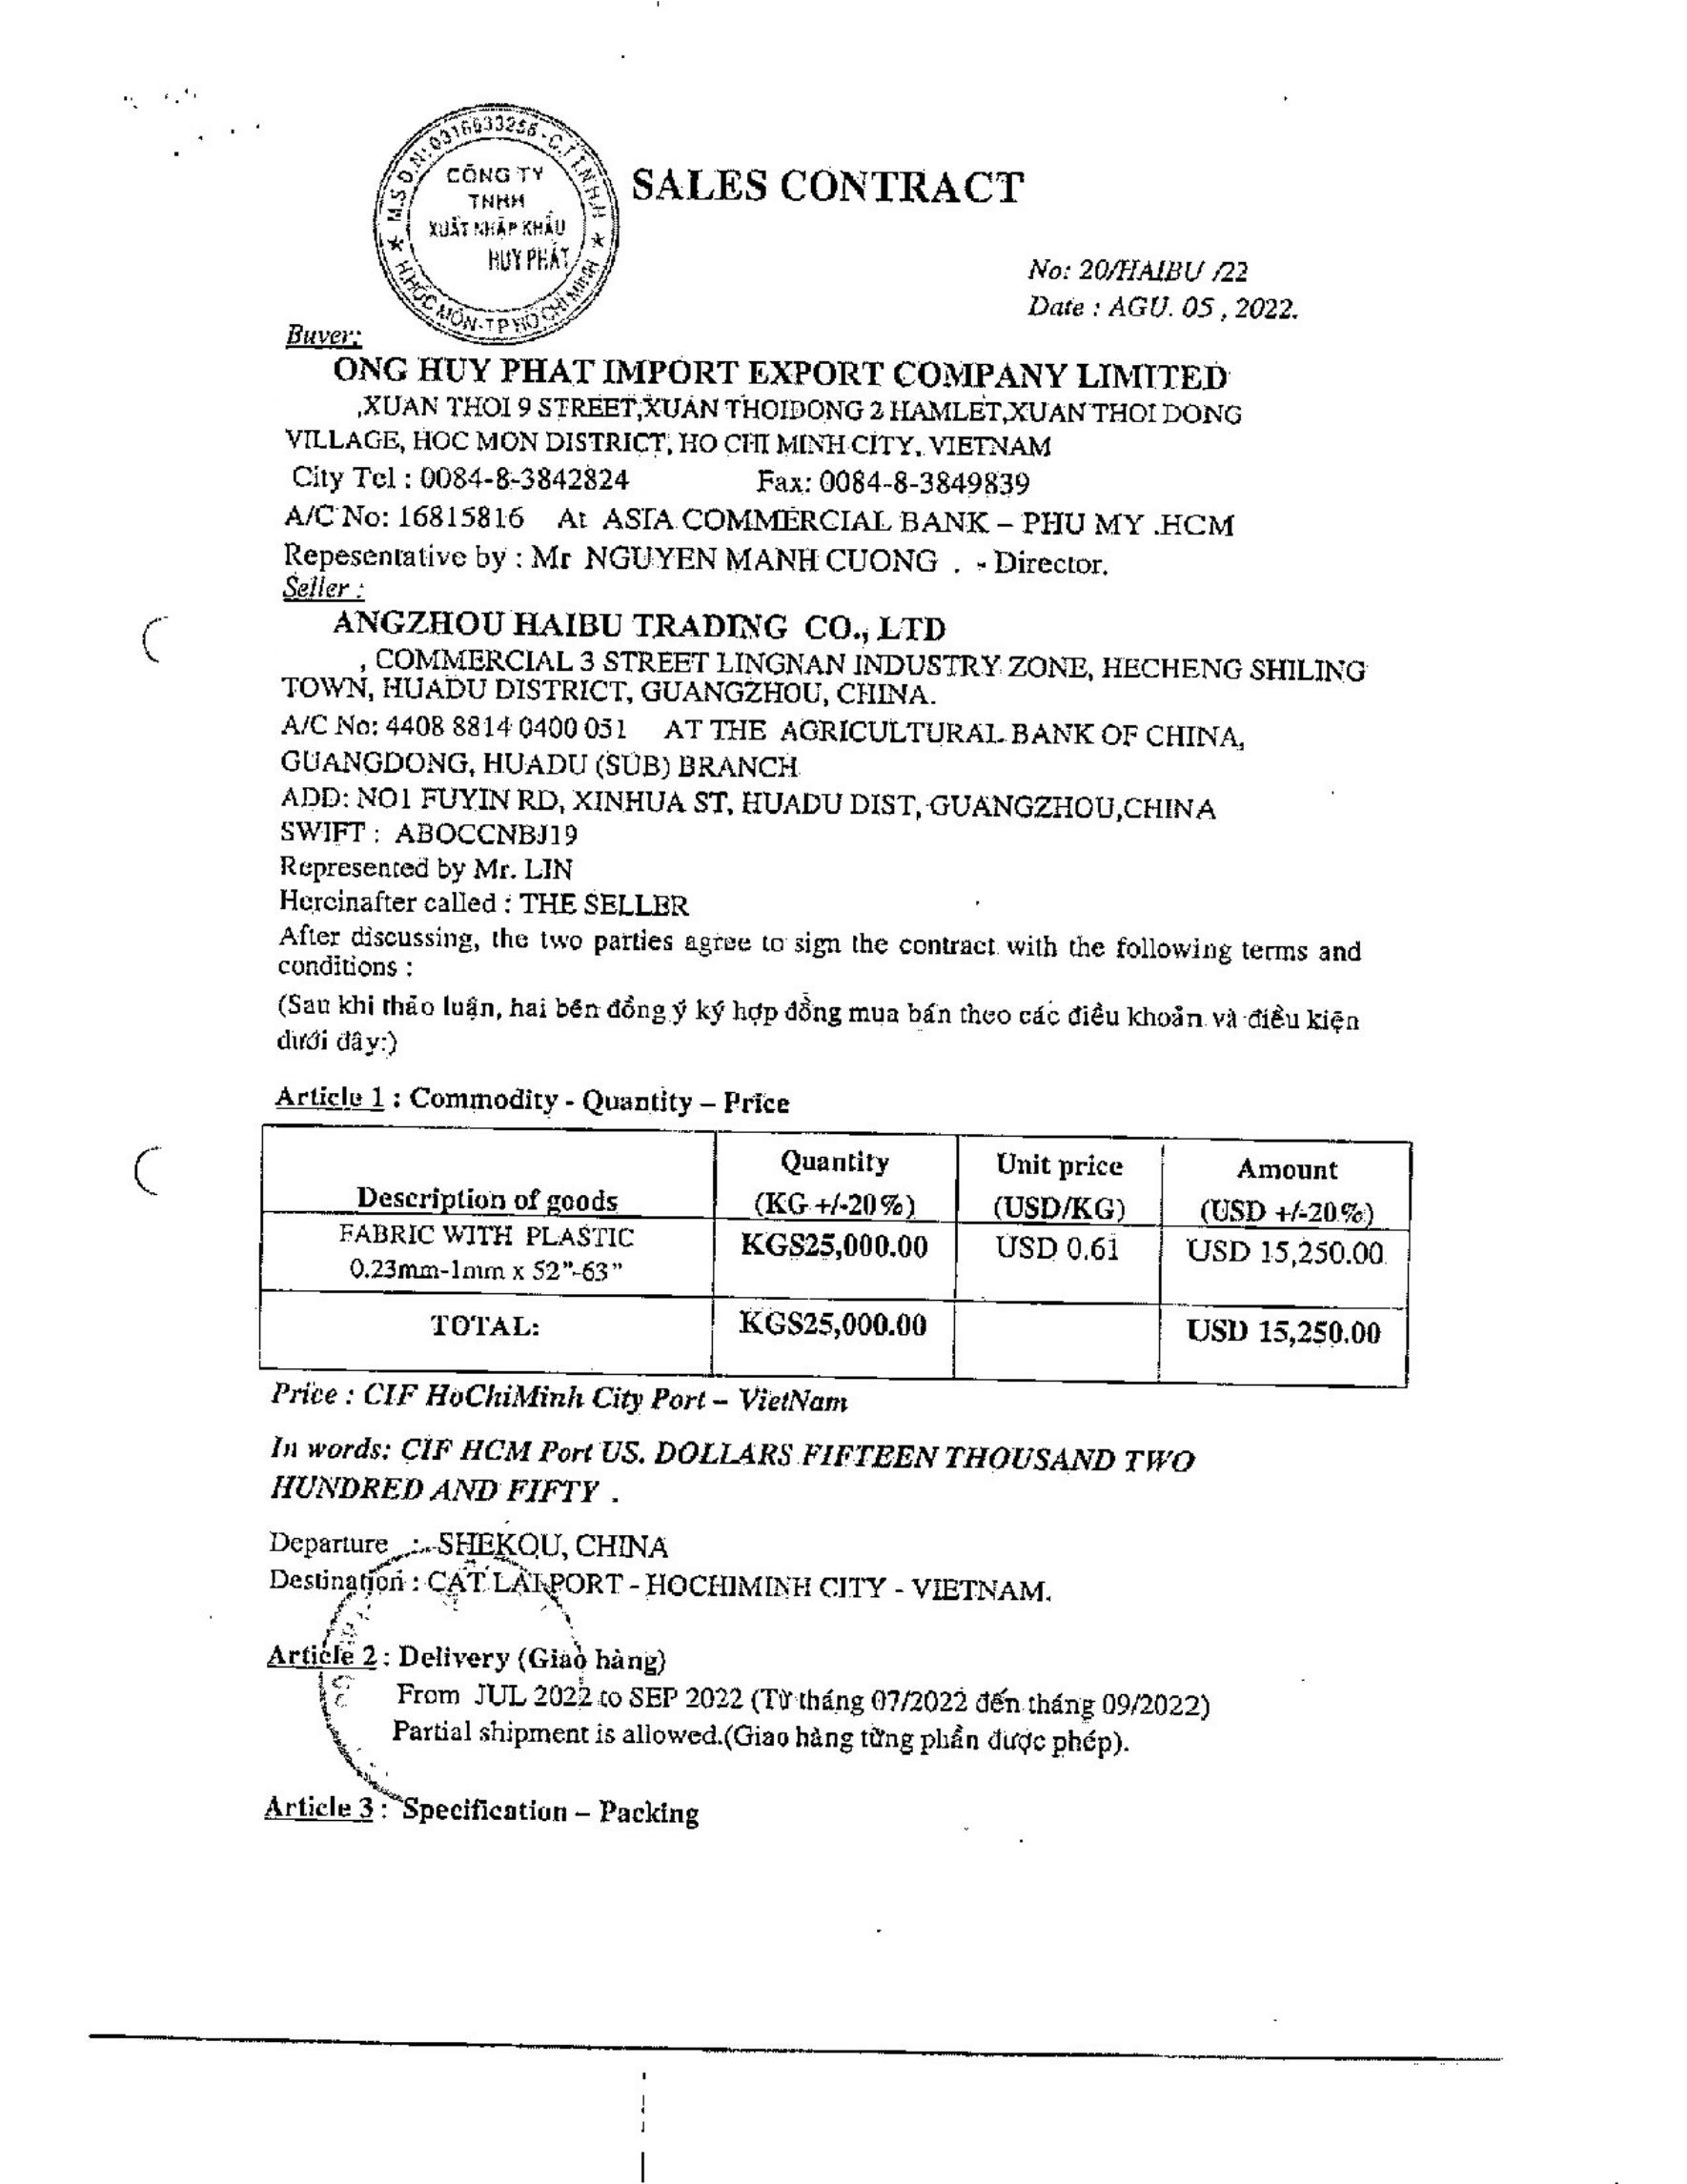 M.S.D.N: 0316933256 - C.T.T.N.H.H
CÔNG TY
TNHH
XUẤT NHẬP KHẨU
HUY PHÁT
H.HÓC MÔN - TP HỒ CHÍ MINH
SALES CONTRACT
No: 20/HAIBU /22
Date : AGU. 05 , 2022.
Buyer:
ONG HUY PHAT IMPORT EXPORT COMPANY LIMITED
,XUAN THOI 9 STREET,XUAN THOIDONG 2 HAMLET,XUAN THOI DONG
VILLAGE, HOC MON DISTRICT, HO CHI MINH CITY, VIETNAM
City Tel : 0084-8-3842824 Fax: 0084-8-3849839
A/C No: 16815816 At ASIA COMMERCIAL BANK – PHU MY .HCM
Repesentative by : Mr NGUYEN MANH CUONG . - Director.
Seller :
ANGZHOU HAIBU TRADING CO., LTD
, COMMERCIAL 3 STREET LINGNAN INDUSTRY ZONE, HECHENG SHILING
TOWN, HUADU DISTRICT, GUANGZHOU, CHINA.
A/C No: 4408 8814 0400 051 AT THE AGRICULTURAL BANK OF CHINA,
GUANGDONG, HUADU (SUB) BRANCH
ADD: NO1 FUYIN RD, XINHUA ST, HUADU DIST, GUANGZHOU,CHINA
SWIFT : ABOCCNBJ19
Represented by Mr. LIN
Hereinafter called : THE SELLER
After discussing, the two parties agree to sign the contract with the following terms and
conditions :
(Sau khi thảo luận, hai bên đồng ý ký hợp đồng mua bán theo các điều khoản và điều kiện
dưới đây:)
Article 1 : Commodity - Quantity – Price
Description of goods Quantity (KG +/-20%) Unit price (USD/KG) Amount (USD +/-20%)
FABRIC WITH PLASTIC KGS25,000.00 USD 0.61 USD 15,250.00
0.23mm-1mm x 52”-63”
TOTAL: KGS25,000.00 USD 15,250.00
Price : CIF HoChiMinh City Port – VietNam
In words: CIF HCM Port US. DOLLARS FIFTEEN THOUSAND TWO
HUNDRED AND FIFTY .
Departure : SHEKOU, CHINA
Destination : CAT LAI PORT - HOCHIMINH CITY - VIETNAM.
Article 2 : Delivery (Giao hàng)
From JUL 2022 to SEP 2022 (Từ tháng 07/2022 đến tháng 09/2022)
Partial shipment is allowed.(Giao hàng từng phần được phép).
Article 3 : Specification – Packing